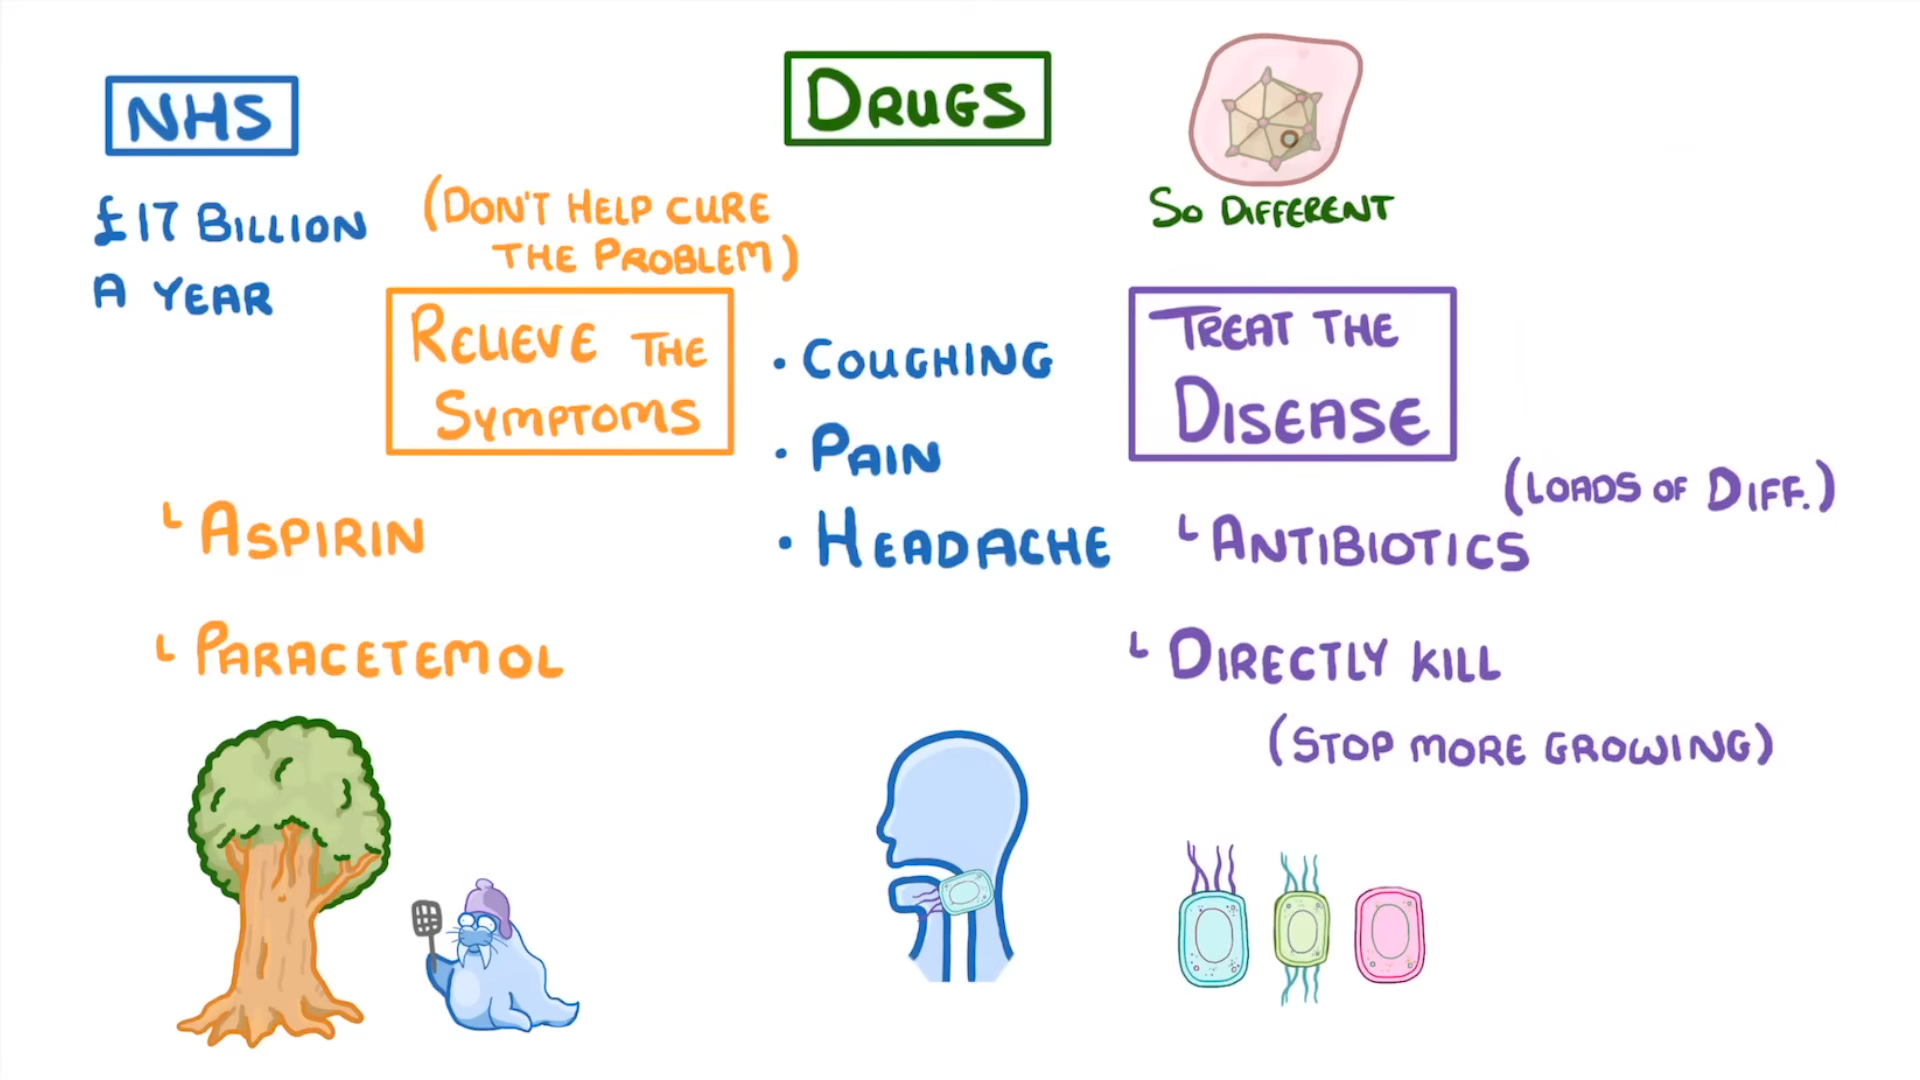 NHS
£17 BILLION
A YEAR
DRUGS
SO DIFFERENT
(DON'T HELP CURE
THE PROBLEM)
RELIEVE THE
SYMPTOMS
└ ASPIRIN
└ PARACETEMOL
• COUGHING
• PAIN
• HEADACHE
TREAT THE
DISEASE
(LOADS OF DIFF.)
└ ANTIBIOTICS
└ DIRECTLY KILL
(STOP MORE GROWING)